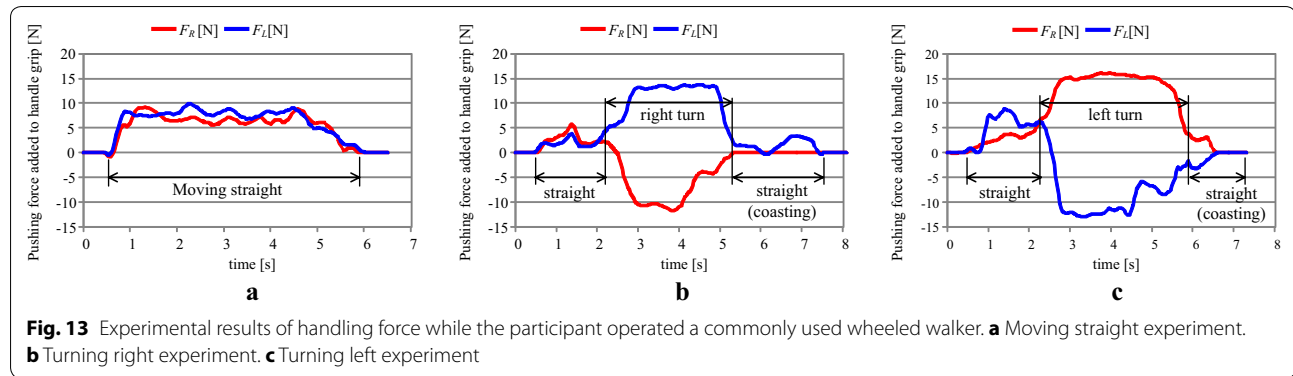 F_R[N] F_L[N]
Pushing force added to handle grip [N]
20
15
10
5
0
-5
-10
-15
Moving straight
0 1 2 3 4 5 6 7
time [s]
a
F_R[N] F_L[N]
Pushing force added to handle grip [N]
20
15
10
5
0
-5
-10
-15
right turn
straight
straight
(coasting)
0 1 2 3 4 5 6 7 8
time [s]
b
F_R[N] F_L[N]
Pushing force added to handle grip [N]
20
15
10
5
0
-5
-10
-15
left turn
straight
straight
(coasting)
0 1 2 3 4 5 6 7 8
time [s]
c
Fig. 13 Experimental results of handling force while the participant operated a commonly used wheeled walker. a Moving straight experiment.
b Turning right experiment. c Turning left experiment